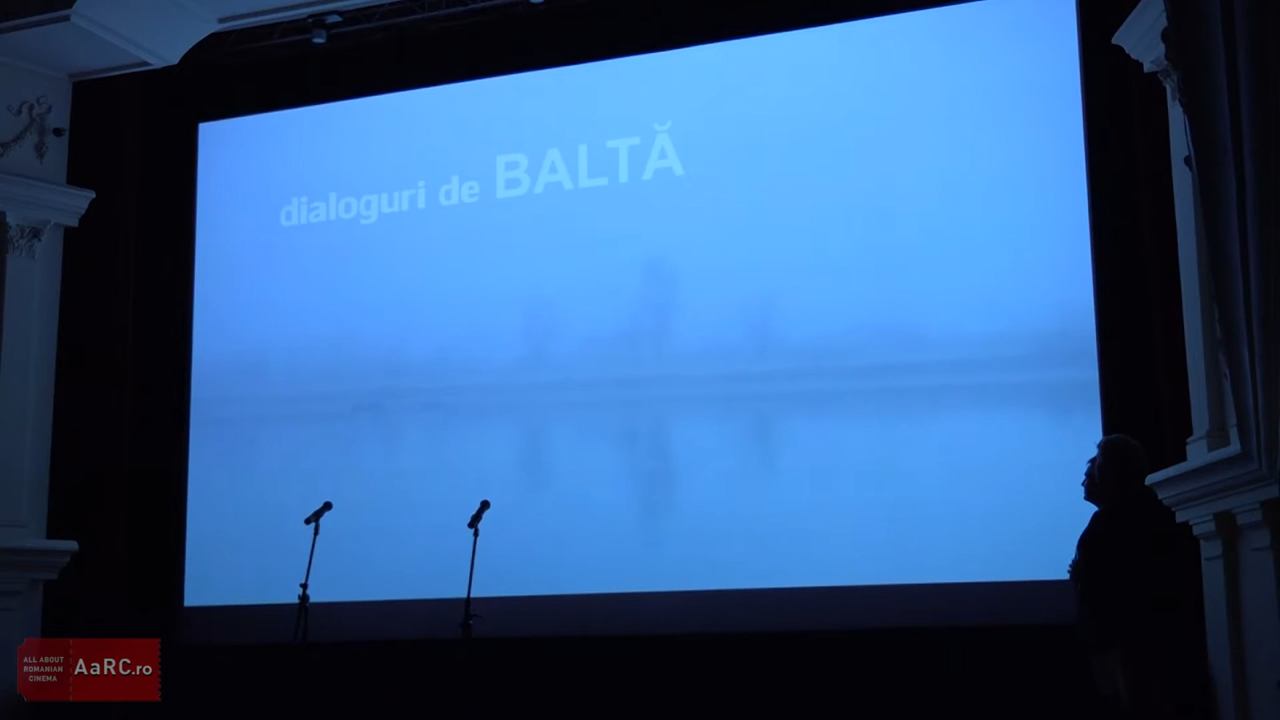 dialoguri de BALTĂ
ALL ABOUT
ROMANIAN
CINEMA
AaRC.ro